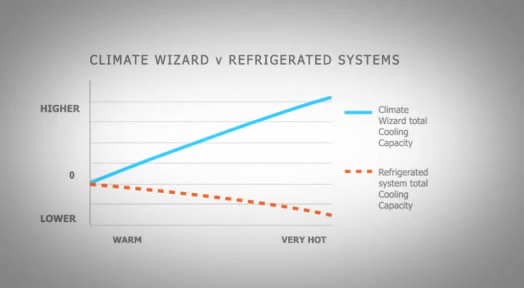 CLIMATE WIZARD v REFRIGERATED SYSTEMS
HIGHER
0
LOWER
WARM
VERY HOT
Climate
Wizard total
Cooling
Capacity
Refrigerated
system total
Cooling
Capacity